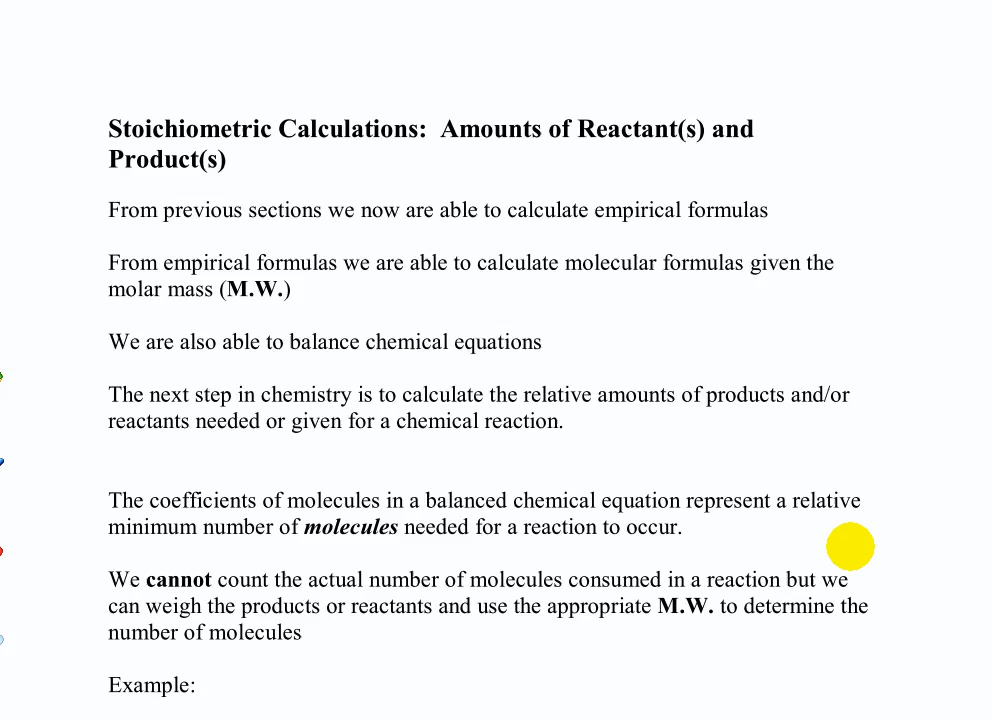 Stoichiometric Calculations:  Amounts of Reactant(s) and
Product(s)
From previous sections we now are able to calculate empirical formulas
From empirical formulas we are able to calculate molecular formulas given the
molar mass (M.W.)
We are also able to balance chemical equations
The next step in chemistry is to calculate the relative amounts of products and/or
reactants needed or given for a chemical reaction.
The coefficients of molecules in a balanced chemical equation represent a relative
minimum number of molecules needed for a reaction to occur.
We cannot count the actual number of molecules consumed in a reaction but we
can weigh the products or reactants and use the appropriate M.W. to determine the
number of molecules
Example: